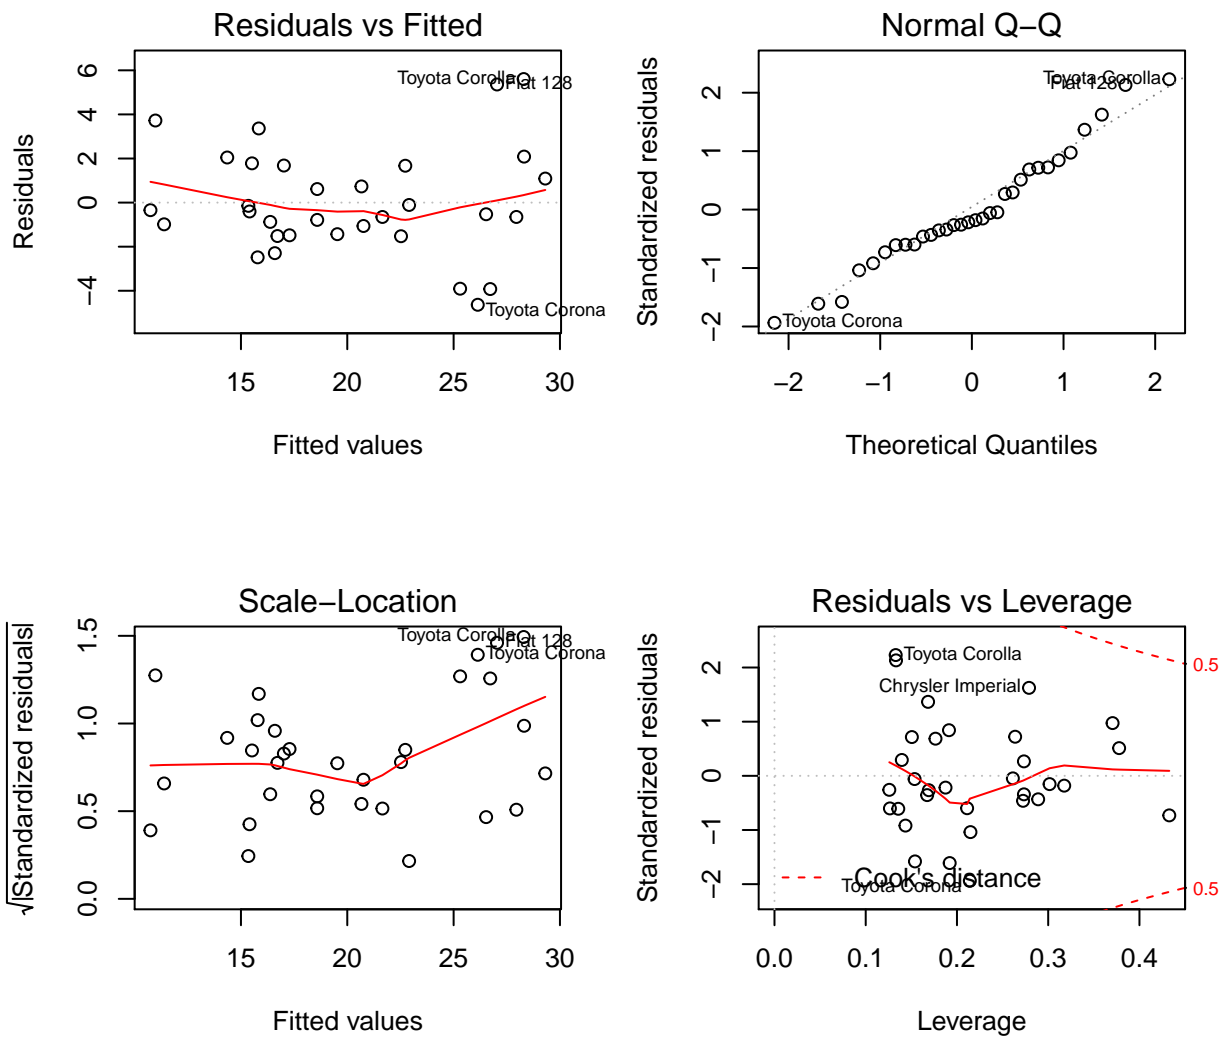 Residuals vs Fitted
Residuals
6
4
2
0
−4
Toyota Corolla
Flat 128
Toyota Corona
15
20
25
30
Fitted values
Normal Q−Q
Standardized residuals
2
1
0
−1
−2
Toyota Corolla
Fiat 128
Toyota Corona
−2
−1
0
1
2
Theoretical Quantiles
Scale−Location
√|Standardized residuals|
1.5
1.0
0.5
0.0
Toyota Corolla
Fiat 128
Toyota Corona
15
20
25
30
Fitted values
Residuals vs Leverage
Standardized residuals
2
1
0
−1
−2
Toyota Corolla
Chrysler Imperial
Toyota Corona
Cook's distance
0.5
0.5
0.0
0.1
0.2
0.3
0.4
Leverage